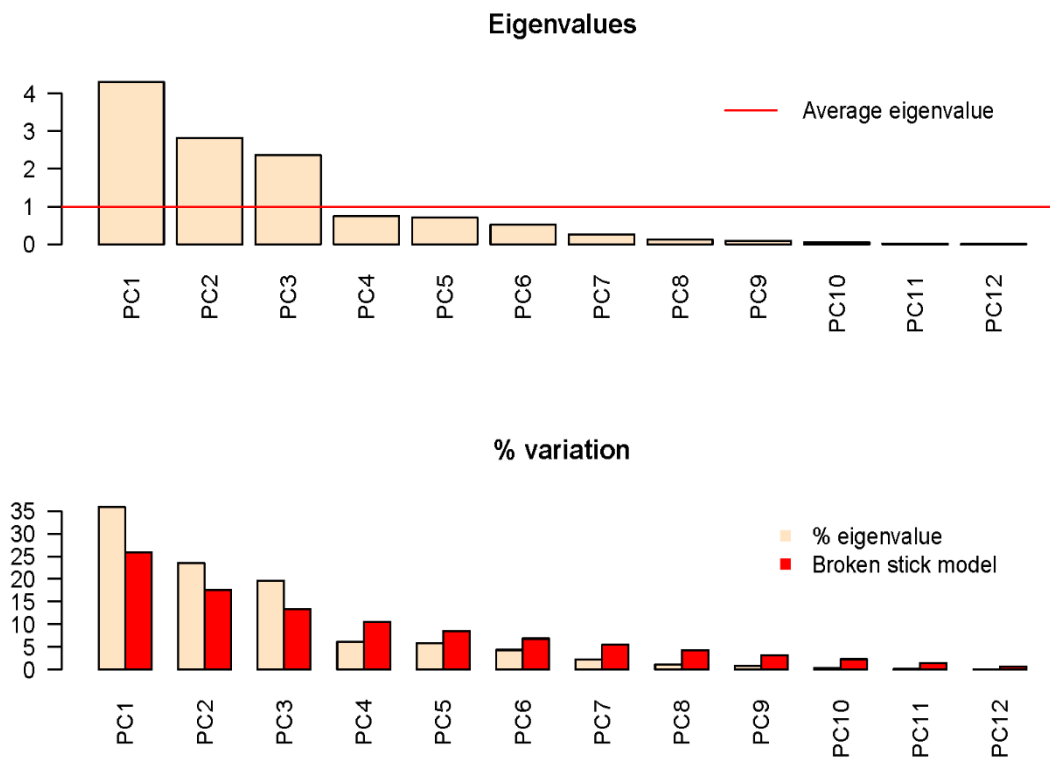 Eigenvalues
4
3
2
1
0
Average eigenvalue
PC1
PC2
PC3
PC4
PC5
PC6
PC7
PC8
PC9
PC10
PC11
PC12
% variation
35
30
25
20
15
10
5
0
% eigenvalue
Broken stick model
PC1
PC2
PC3
PC4
PC5
PC6
PC7
PC8
PC9
PC10
PC11
PC12